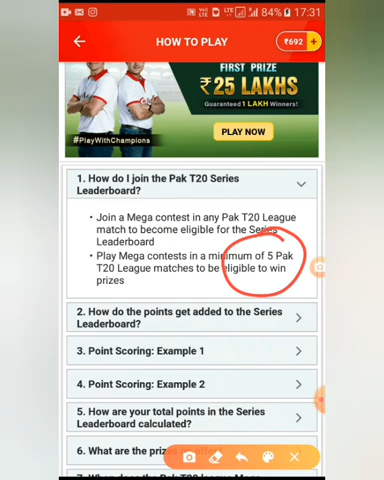 84% 17:31
HOW TO PLAY
₹692 +
FIRST PRIZE
₹25 LAKHS
Guaranteed 1 LAKH Winners!
#PlayWithChampions
PLAY NOW
1. How do I join the Pak T20 Series
Leaderboard?
• Join a Mega contest in any Pak T20 League
match to become eligible for the Series
Leaderboard
• Play Mega contests in a minimum of 5 Pak
T20 League matches to be eligible to win
prizes
2. How do the points get added to the Series
Leaderboard?
3. Point Scoring: Example 1
4. Point Scoring: Example 2
5. How are your total points in the Series
Leaderboard calculated?
6. What are the